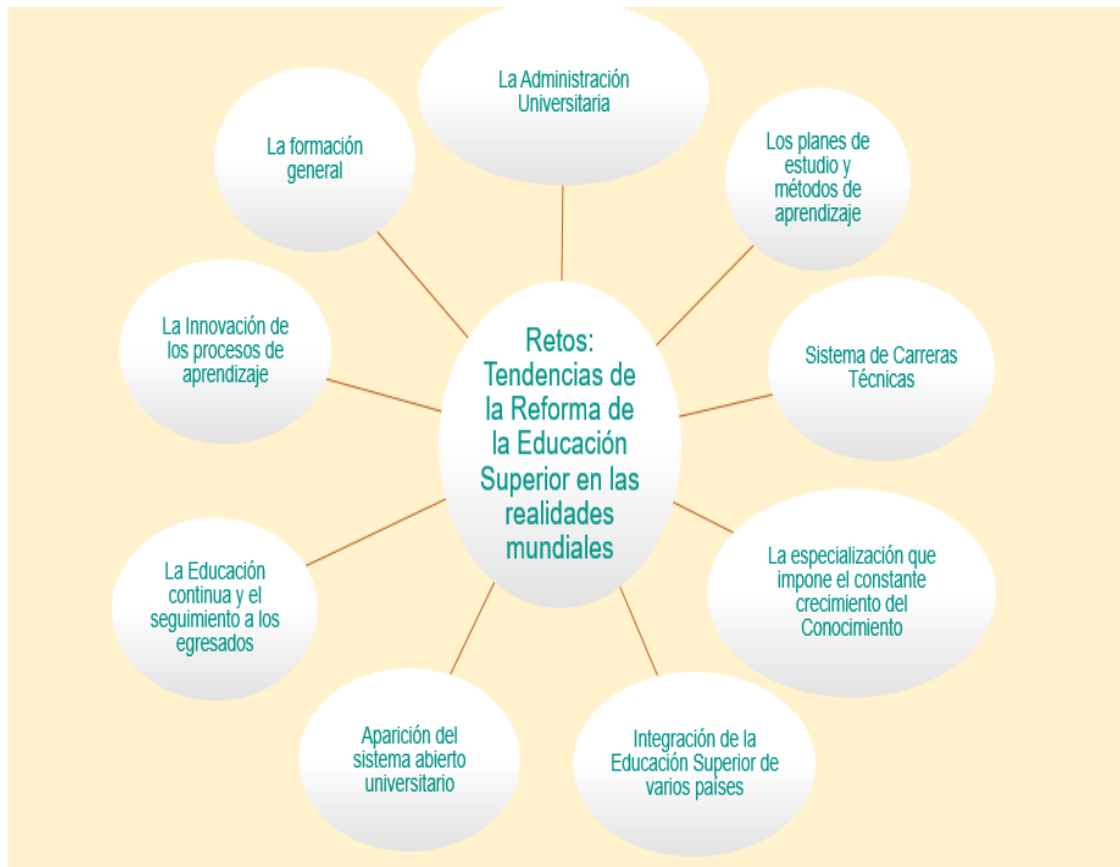 La Administración
Universitaria
La formación
general
Los planes de
estudio y
métodos de
aprendizaje
La Innovación de
los procesos de
aprendizaje
Retos:
Tendencias de
la Reforma de
la Educación
Superior en las
realidades
mundiales
Sistema de Carreras
Técnicas
La Educación
continua y el
seguimiento a los
egresados
La especialización que
impone el constante
crecimiento del
Conocimiento
Aparición del
sistema abierto
universitario
Integración de la
Educación Superior de
varios países